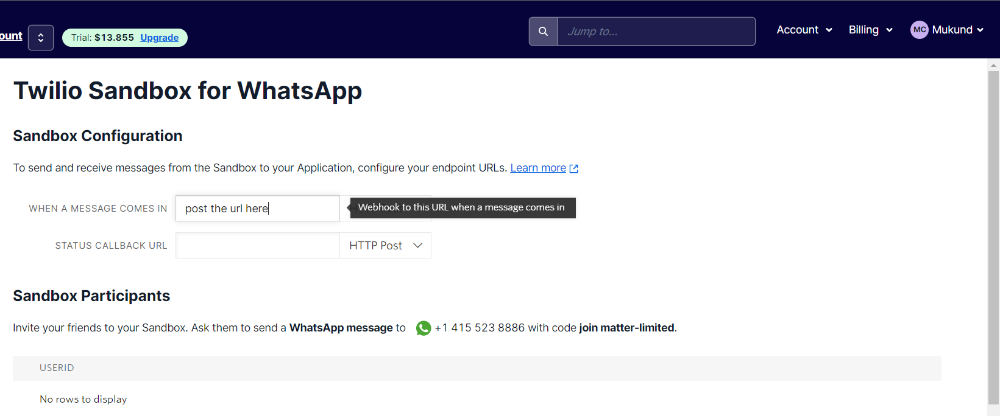 ount
Trial: $13.855 Upgrade
Jump to...
Account
Billing
MC Mukund
Twilio Sandbox for WhatsApp
Sandbox Configuration
To send and receive messages from the Sandbox to your Application, configure your endpoint URLs. Learn more
WHEN A MESSAGE COMES IN
post the url here
Webhook to this URL when a message comes in
STATUS CALLBACK URL
HTTP Post
Sandbox Participants
Invite your friends to your Sandbox. Ask them to send a WhatsApp message to +1 415 523 8886 with code join matter-limited.
USERID
No rows to display